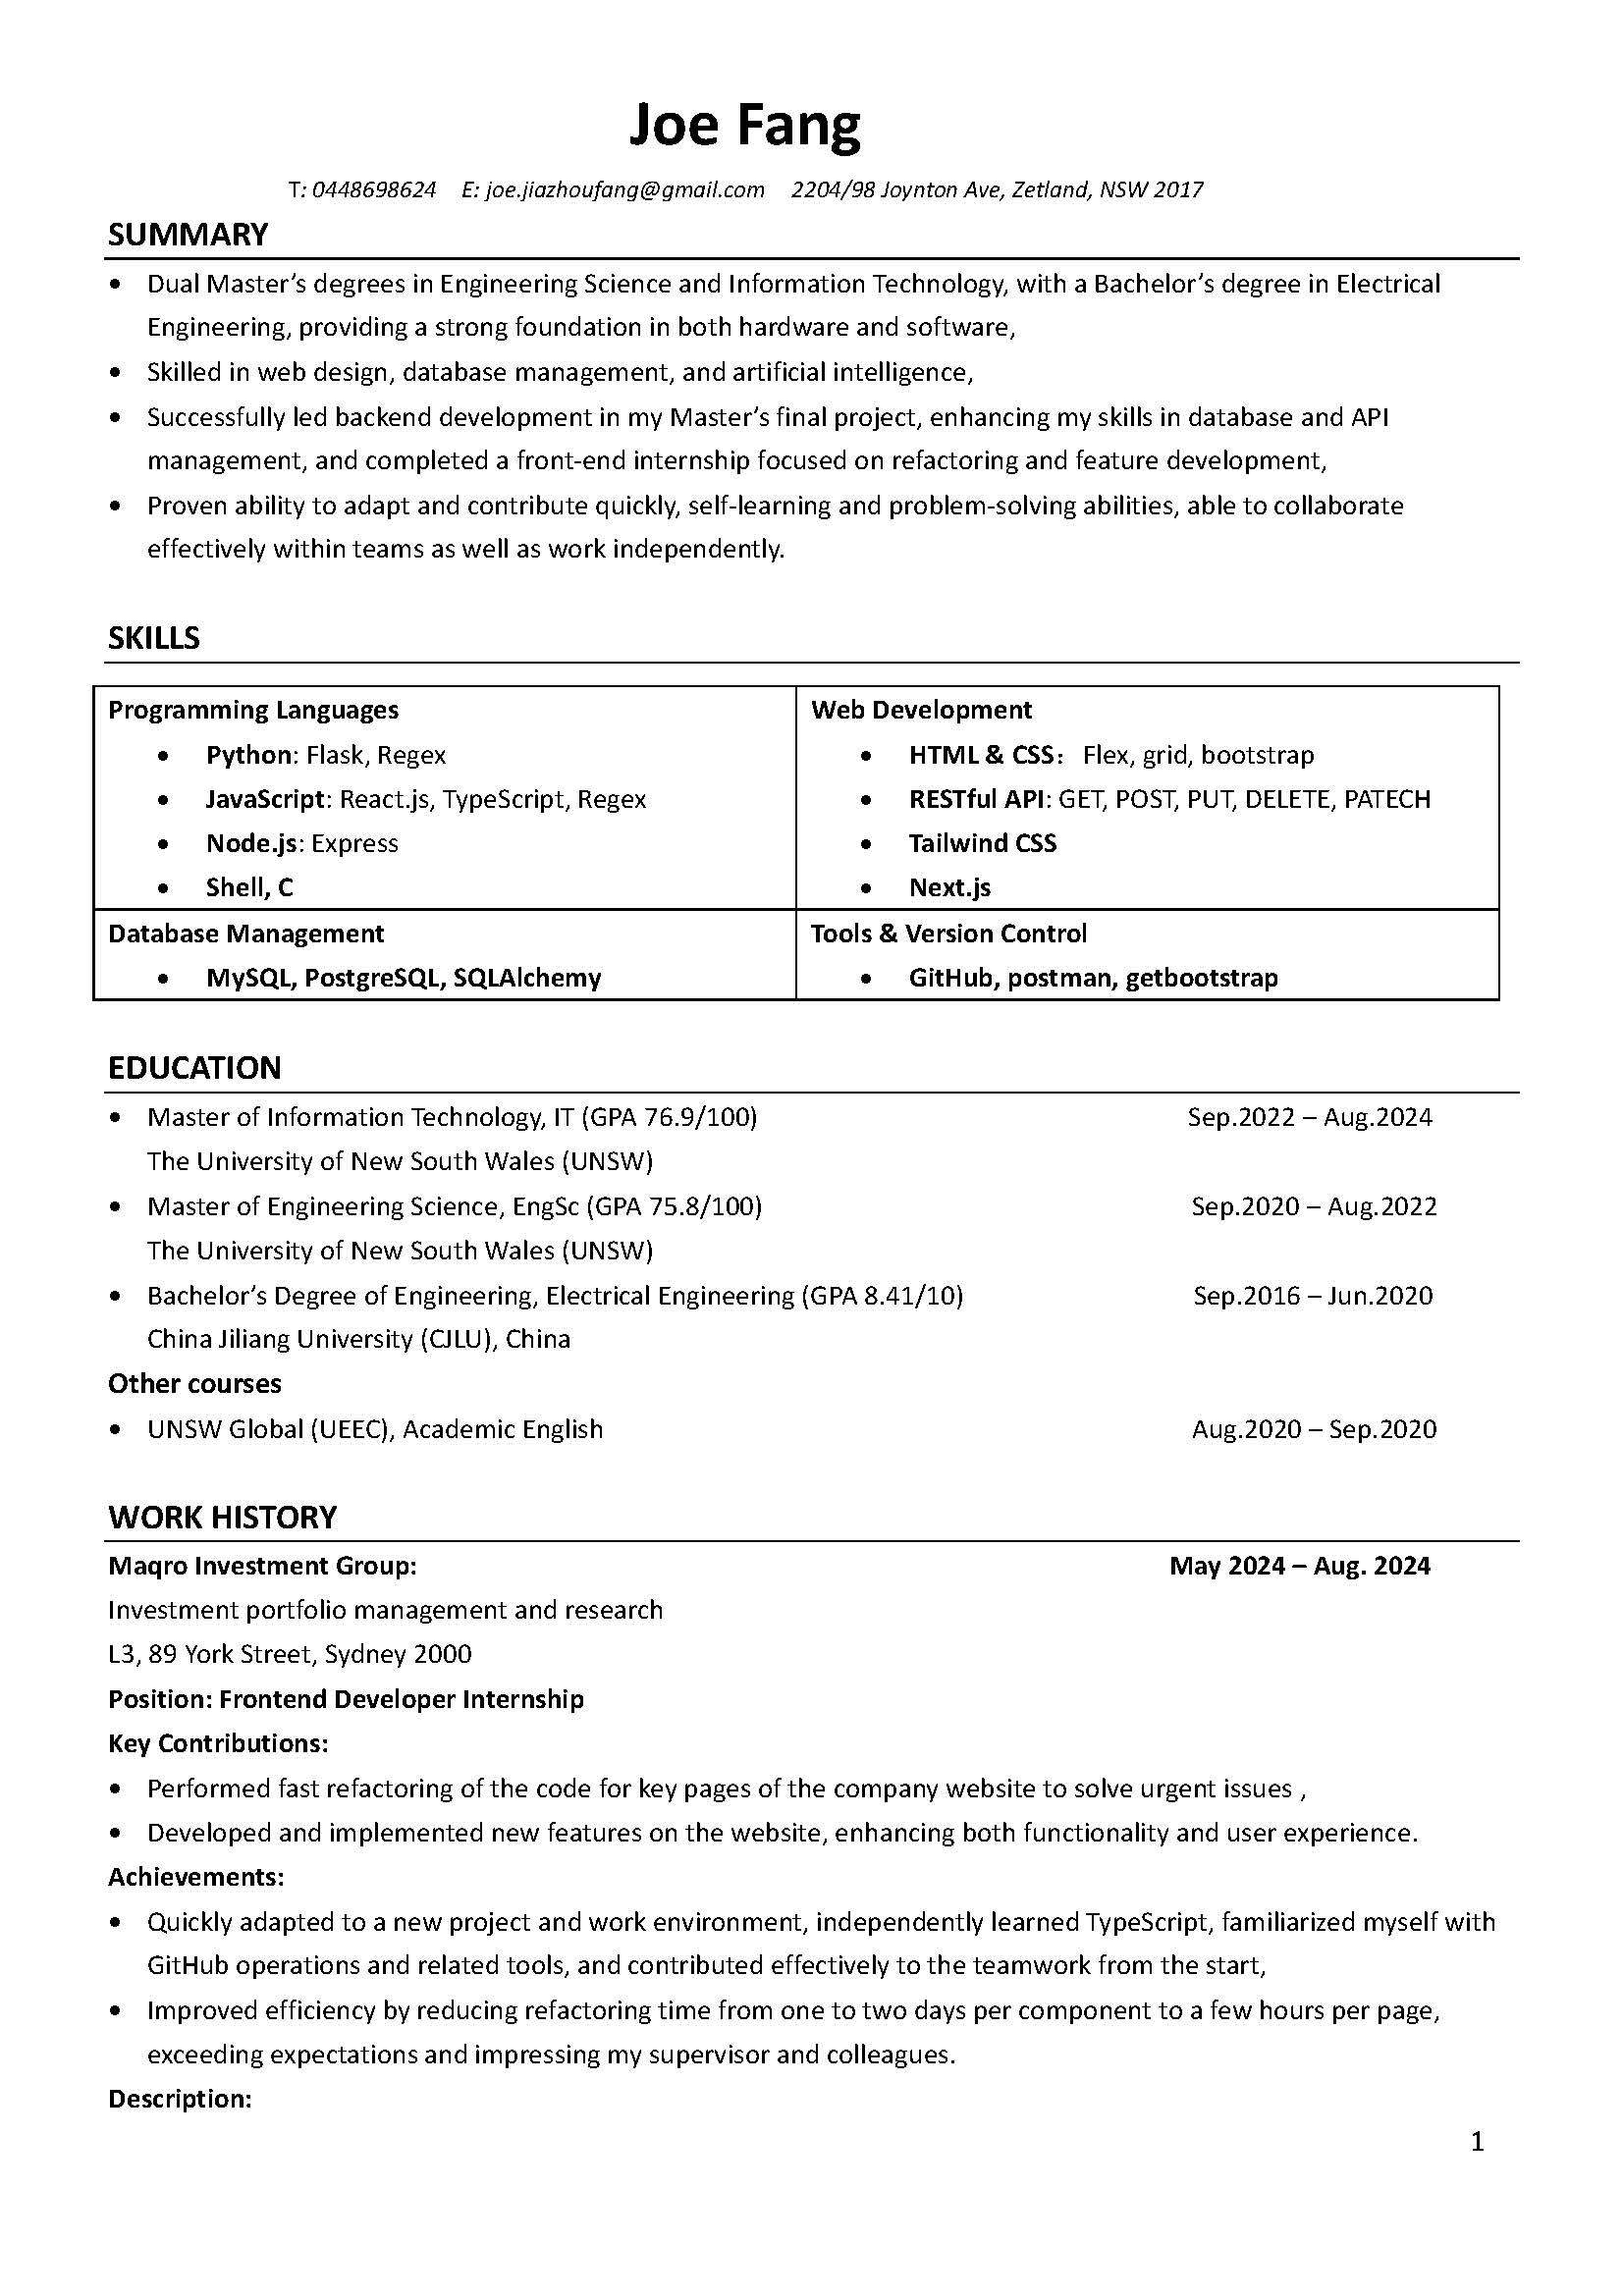 Joe Fang
T: 0448698624 E: joe.jiazhoufang@gmail.com 2204/98 Joynton Ave, Zetland, NSW 2017
SUMMARY
• Dual Master’s degrees in Engineering Science and Information Technology, with a Bachelor’s degree in Electrical
Engineering, providing a strong foundation in both hardware and software,
• Skilled in web design, database management, and artificial intelligence,
• Successfully led backend development in my Master’s final project, enhancing my skills in database and API
management, and completed a front-end internship focused on refactoring and feature development,
• Proven ability to adapt and contribute quickly, self-learning and problem-solving abilities, able to collaborate
effectively within teams as well as work independently.
SKILLS
Programming Languages
• Python: Flask, Regex
• JavaScript: React.js, TypeScript, Regex
• Node.js: Express
• Shell, C
Web Development
• HTML & CSS： Flex, grid, bootstrap
• RESTful API: GET, POST, PUT, DELETE, PATECH
• Tailwind CSS
• Next.js
Database Management
• MySQL, PostgreSQL, SQLAlchemy
Tools & Version Control
• GitHub, postman, getbootstrap
EDUCATION
• Master of Information Technology, IT (GPA 76.9/100) Sep.2022 – Aug.2024
The University of New South Wales (UNSW)
• Master of Engineering Science, EngSc (GPA 75.8/100) Sep.2020 – Aug.2022
The University of New South Wales (UNSW)
• Bachelor’s Degree of Engineering, Electrical Engineering (GPA 8.41/10) Sep.2016 – Jun.2020
China Jiliang University (CJLU), China
Other courses
• UNSW Global (UEEC), Academic English Aug.2020 – Sep.2020
WORK HISTORY
Maqro Investment Group: May 2024 – Aug. 2024
Investment portfolio management and research
L3, 89 York Street, Sydney 2000
Position: Frontend Developer Internship
Key Contributions:
• Performed fast refactoring of the code for key pages of the company website to solve urgent issues ,
• Developed and implemented new features on the website, enhancing both functionality and user experience.
Achievements:
• Quickly adapted to a new project and work environment, independently learned TypeScript, familiarized myself with
GitHub operations and related tools, and contributed effectively to the teamwork from the start,
• Improved efficiency by reducing refactoring time from one to two days per component to a few hours per page,
exceeding expectations and impressing my supervisor and colleagues.
Description:
1